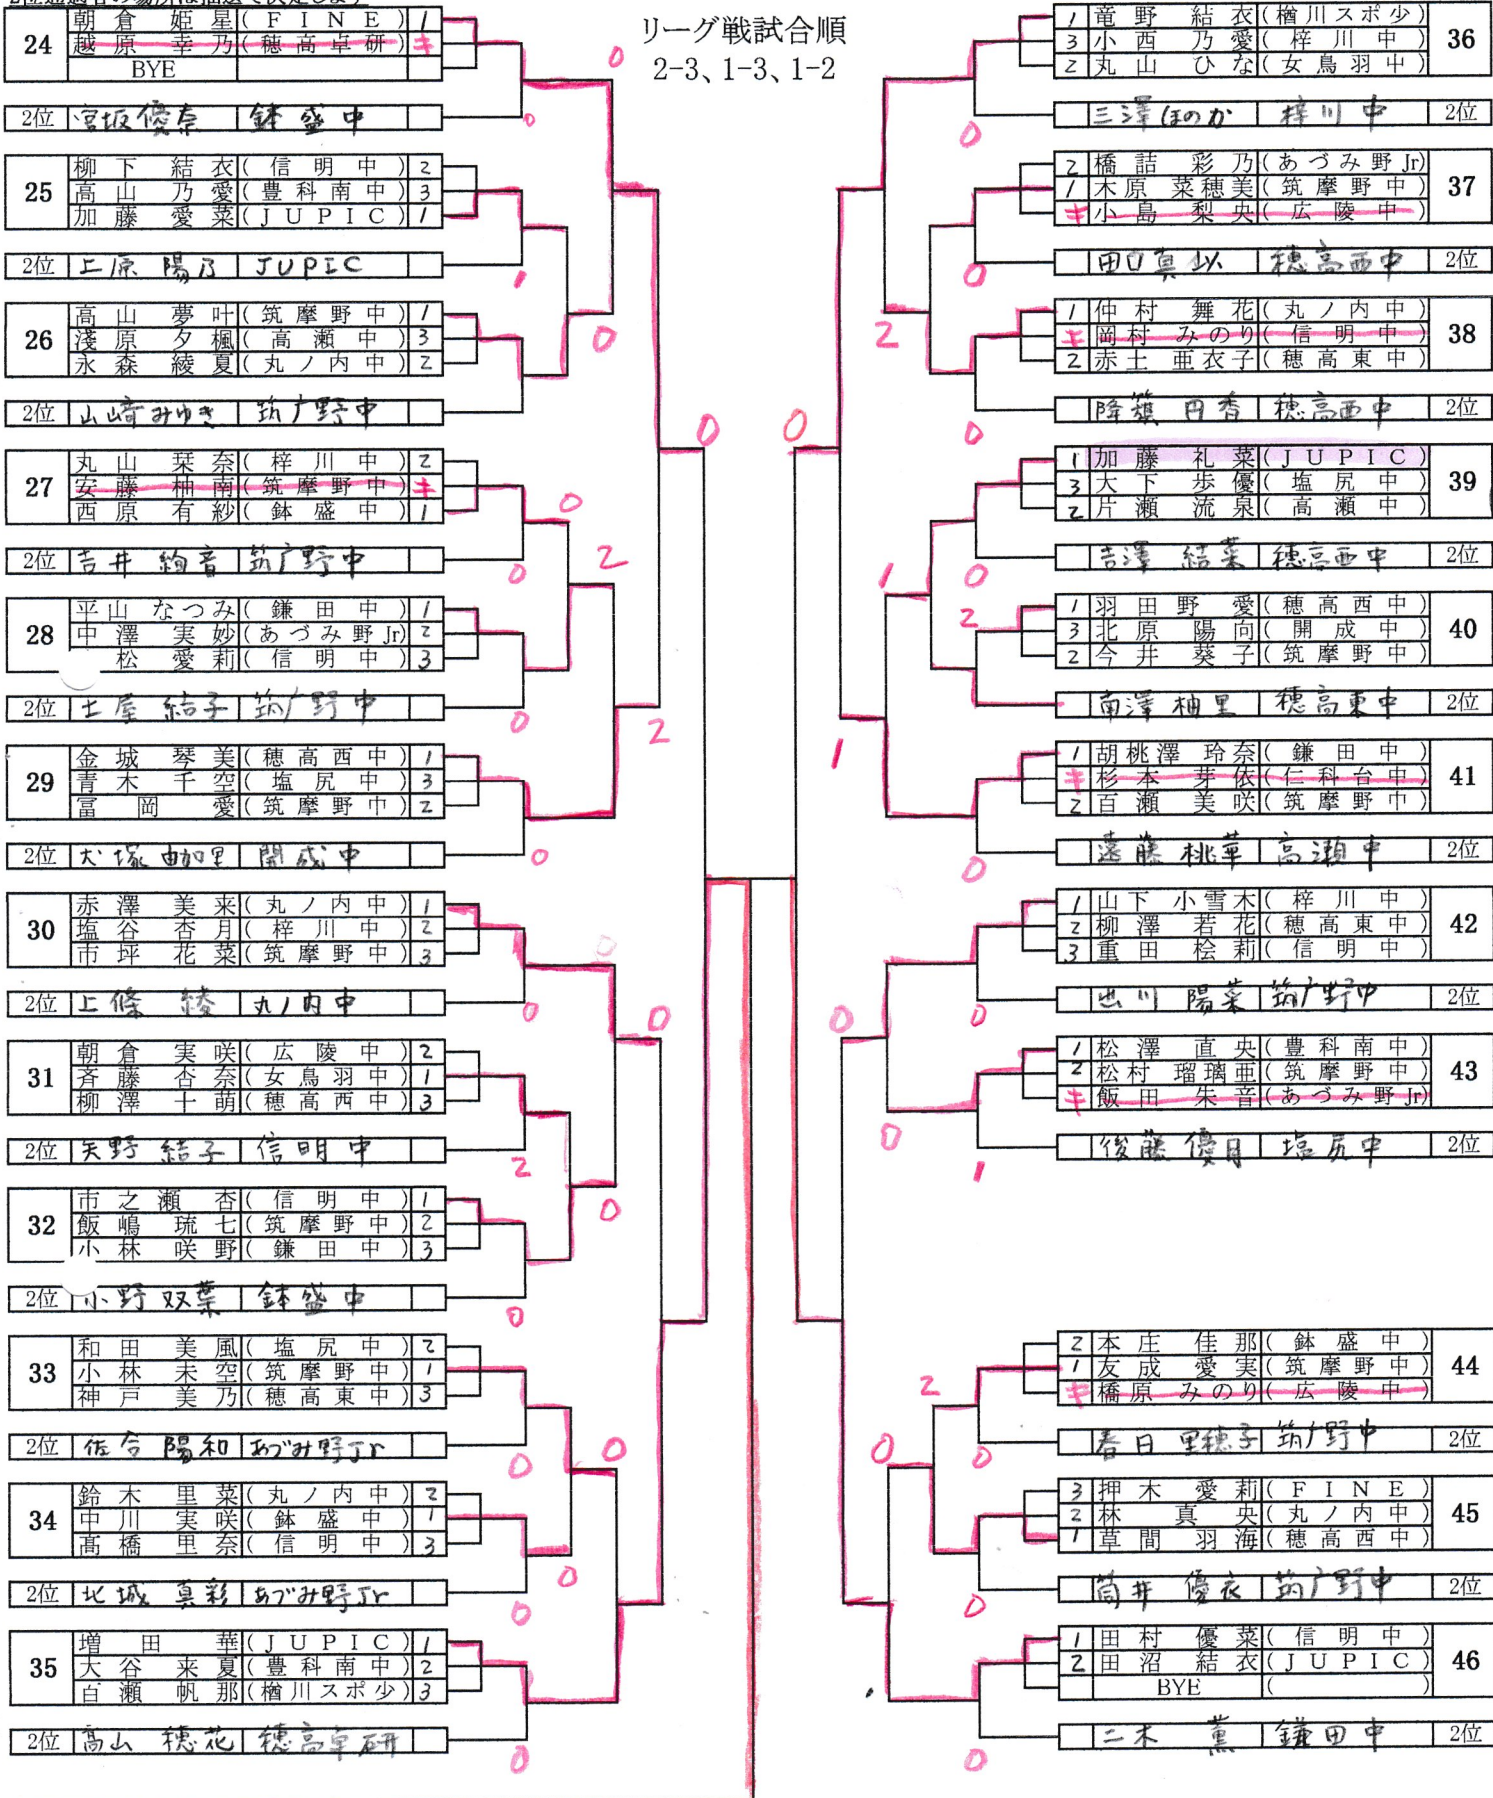 リーグ戦試合順
2-3、1-3、1-2
24
朝倉 姫星 (FINE) 1
越原 幸乃 (穂高卓研) キ
BYE
2位 宮坂優奈 鉢盛中
25
柳下 結衣 (信明中) 2
高山 乃愛 (豊科南中) 3
加藤 愛菜 (JUPIC) 1
2位 上原 陽乃 JUPIC
26
高山 夢叶 (筑摩野中) 1
淺原 夕楓 (高瀬中) 3
永森 綾夏 (丸ノ内中) 2
2位 山﨑みゆき 筑广野中
27
丸山 栞奈 (梓川中) 2
安藤 柚南 (筑摩野中) キ
西原 有紗 (鉢盛中) 1
2位 吉井 絢音 筑广野中
28
平山 なつみ (鎌田中) 1
中澤 実妙 (あづみ野Jr) 2
松 愛莉 (信明中) 3
2位 土屋 結子 筑广野中
29
金城 琴美 (穂高西中) 1
青木 千空 (塩尻中) 3
冨岡 愛 (筑摩野中) 2
2位 犬塚 由加里 開成中
30
赤澤 美来 (丸ノ内中) 1
塩谷 杏月 (梓川中) 2
市坪 花菜 (筑摩野中) 3
2位 上條 綾 丸ノ内中
31
朝倉 実咲 (広陵中) 2
斉藤 杏奈 (女鳥羽中) 1
柳澤 十萌 (穂高西中) 3
2位 矢野 結子 信明中
32
市之瀬 杏 (信明中) 1
飯嶋 琉七 (筑摩野中) 2
小林 咲野 (鎌田中) 3
2位 小野 双葉 鉢盛中
33
和田 美風 (塩尻中) 2
小林 未空 (筑摩野中) 1
神戸 美乃 (穂高東中) 3
2位 佐合 陽和 あづみ野Jr
34
鈴木 里菜 (丸ノ内中) 2
中川 実咲 (鉢盛中) 1
髙橋 里奈 (信明中) 3
2位 北城 真彩 あづみ野Jr
35
増田 華 (JUPIC) 1
大谷 来夏 (豊科南中) 2
百瀬 帆那 (楢川スポ少) 3
2位 高山 穂花 穂高卓研
1 竜野 結衣 (楢川スポ少)
3 小西 乃愛 (梓川中)
2 丸山 ひな (女鳥羽中)
36
三澤ほのか 梓川中 2位
2 橋詰 彩乃 (あづみ野Jr)
1 木原 菜穂美 (筑摩野中)
キ 小島 梨央 (広陵中)
37
田口真以 穂高西中 2位
1 仲村 舞花 (丸ノ内中)
キ 岡村 みのり (信明中)
2 赤土 亜衣子 (穂高東中)
38
降籏 円香 穂高西中 2位
1 加藤 礼菜 (JUPIC)
3 大下 歩優 (塩尻中)
2 片瀬 流泉 (高瀬中)
39
吉澤 結菜 穂高西中 2位
1 羽田野 愛 (穂高西中)
3 北原 陽向 (開成中)
2 今井 葵子 (筑摩野中)
40
南澤 柚里 穂高東中 2位
1 胡桃澤 玲奈 (鎌田中)
キ 杉本 芽依 (仁科台中)
2 百瀬 美咲 (筑摩野中)
41
遠藤 桃華 高瀬中 2位
1 山下 小雪木 (梓川中)
2 柳澤 若花 (穂高東中)
3 重田 桧莉 (信明中)
42
出川 陽菜 筑广野中 2位
1 松澤 直央 (豊科南中)
2 松村 瑠璃亜 (筑摩野中)
キ 飯田 朱音 (あづみ野Jr)
43
後藤 優月 塩尻中 2位
2 本庄 佳那 (鉢盛中)
1 友成 愛実 (筑摩野中)
キ 橋原 みのり (広陵中)
44
春日 里穂子 筑广野中 2位
3 押木 愛莉 (FINE)
2 林 真央 (丸ノ内中)
1 草間 羽海 (穂高西中)
45
筒井 優衣 筑广野中 2位
1 田村 優菜 (信明中)
2 田沼 結衣 (JUPIC)
BYE ( )
46
二木 薫 鎌田中 2位